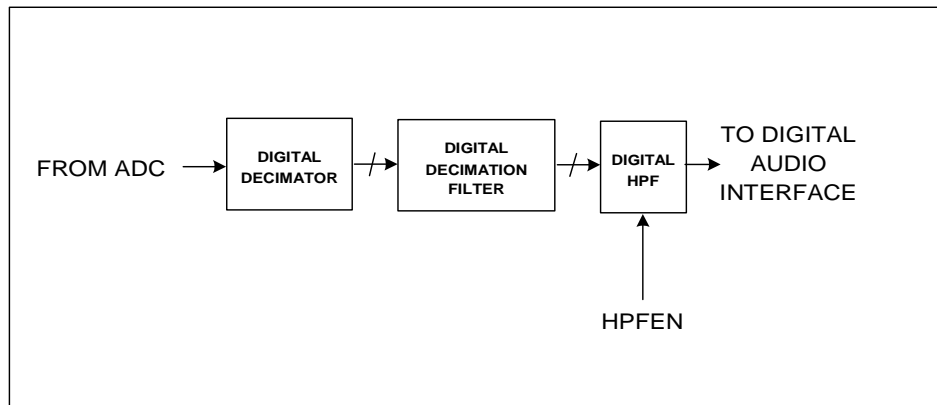 FROM ADC
DIGITAL
DECIMATOR
DIGITAL
DECIMATION
FILTER
DIGITAL
HPF
TO DIGITAL
AUDIO
INTERFACE
HPFEN